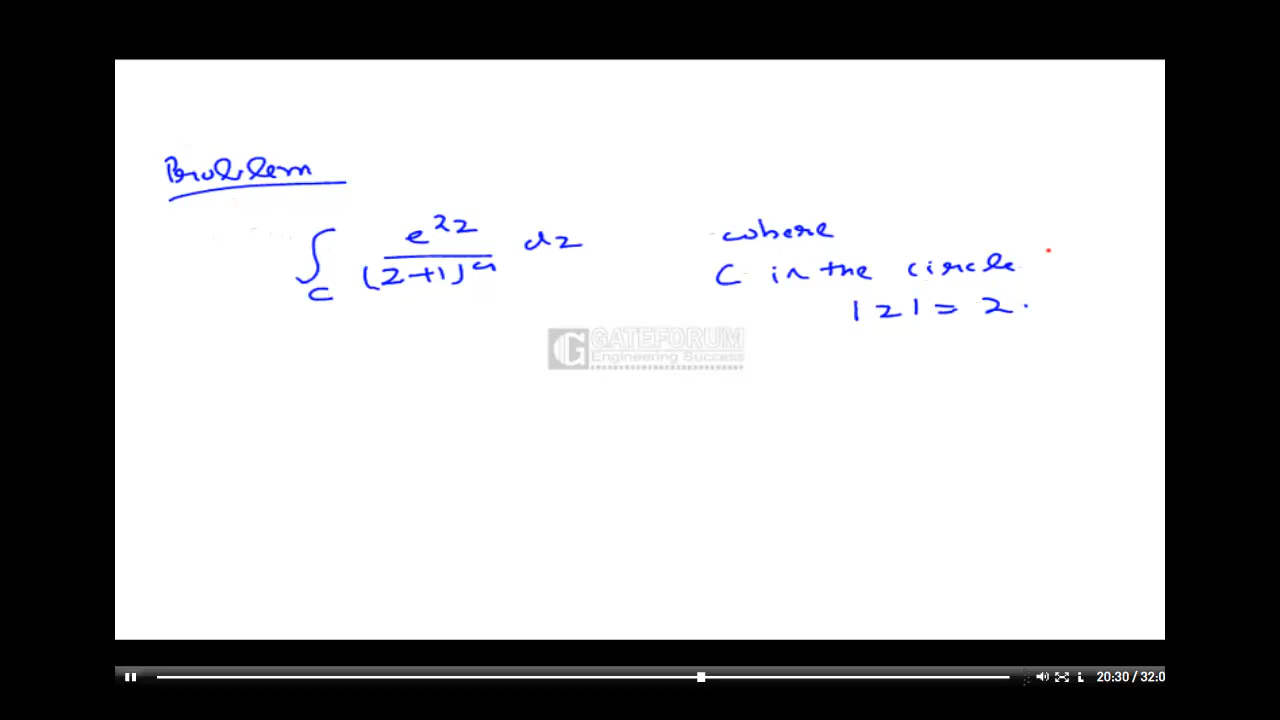 Problem
∫_C e^{2z}/(z+1)^4 dz where
C is the circle
|z| = 2.
GATEFORUM
Engineering Success
20:30 / 32:0